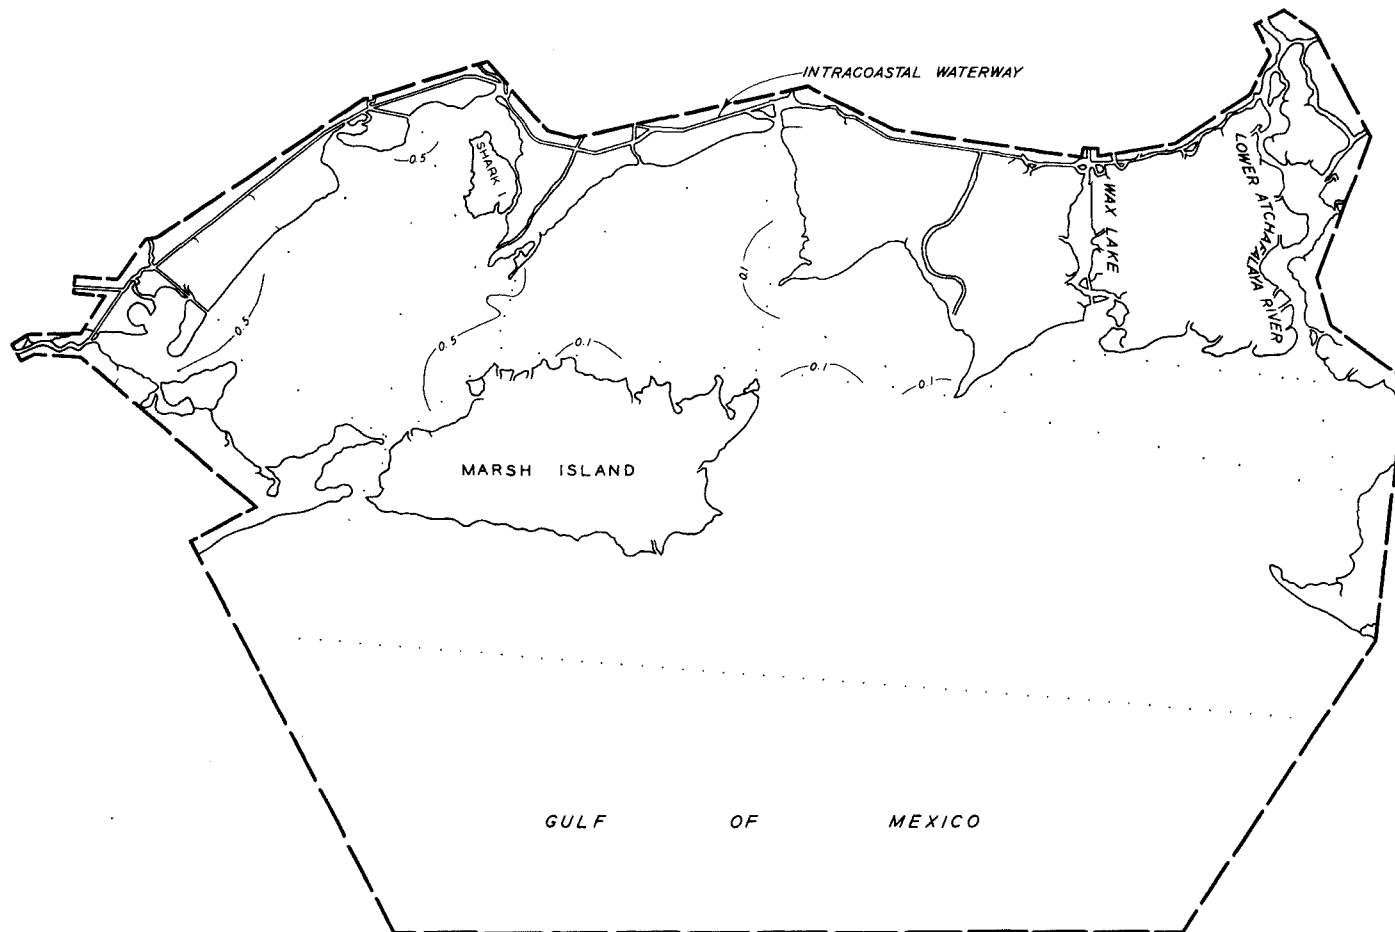 INTRACOASTAL WATERWAY
0.5
SHARK I
LOWER ATCHAFALAYA RIVER
WAX LAKE
0.1
0.5
0.5
0.1
0.1
0.1
MARSH ISLAND
GULF OF MEXICO